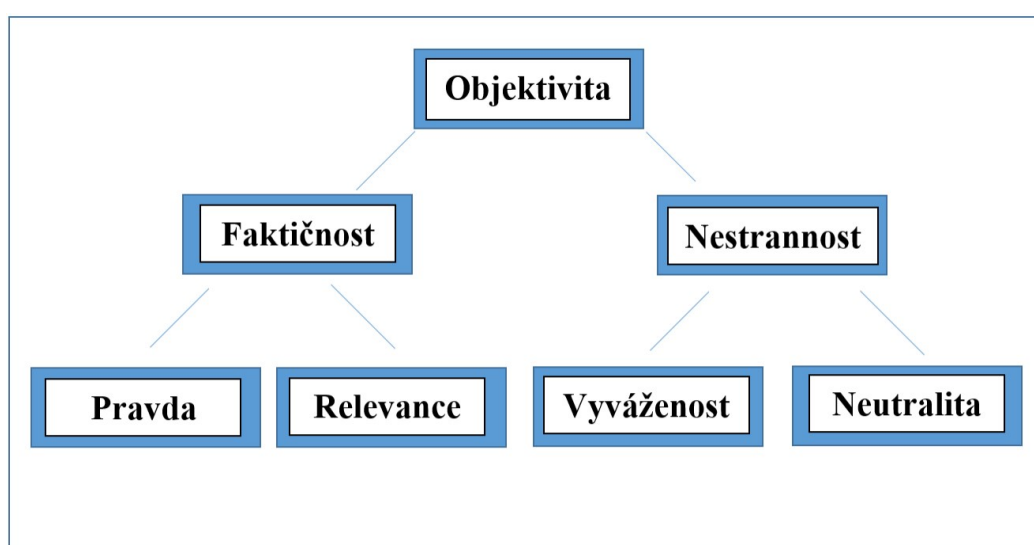 Objektivita
Faktičnost
Nestrannost
Pravda
Relevance
Vyváženost
Neutralita